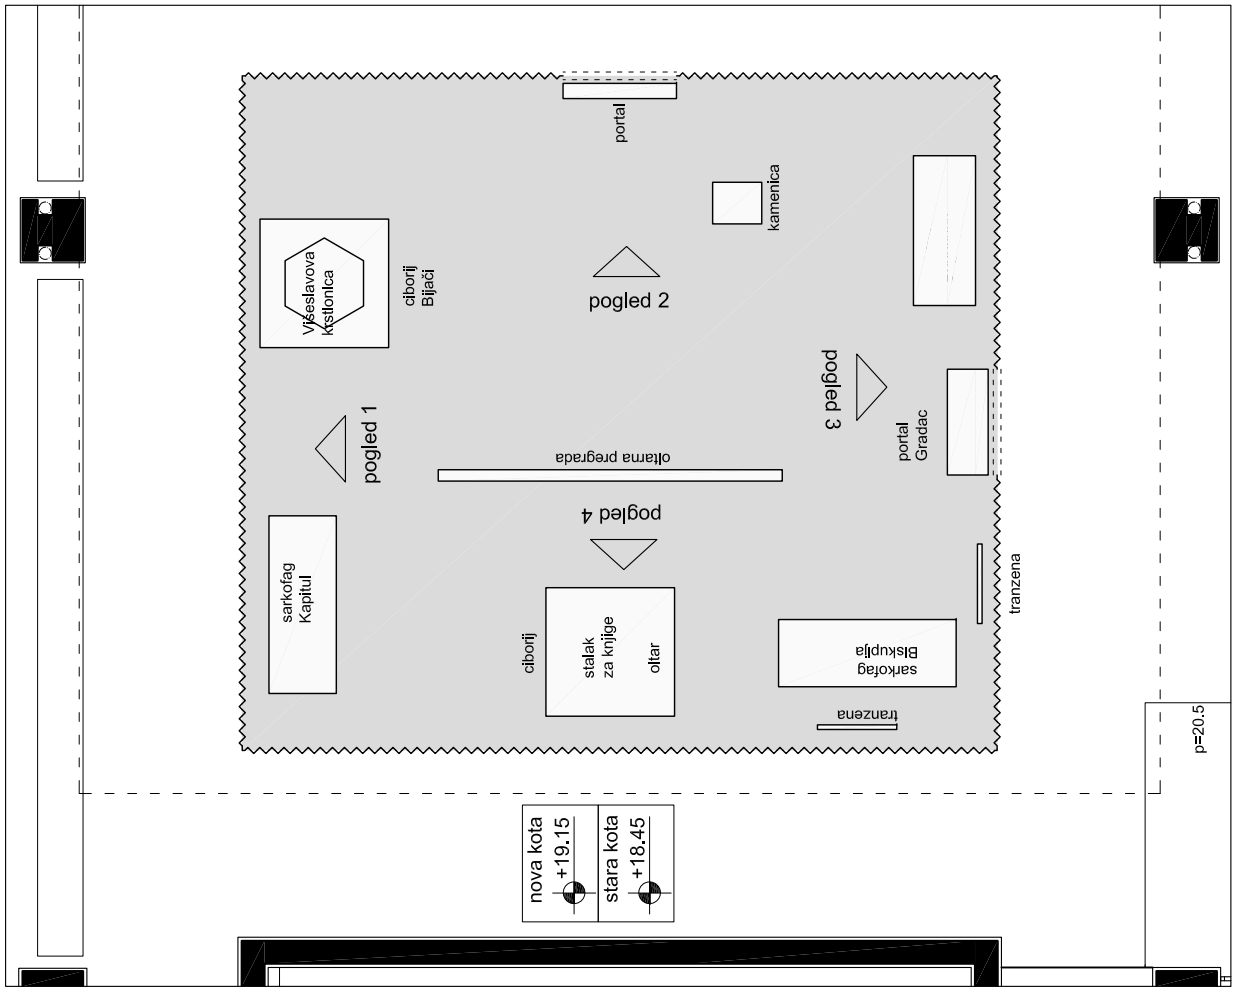 portal
kamenica
Višeslavova
krstionica
ciborij
Bijači
pogled 2
pogled 3
pogled 1
portal
Gradac
oltarna pregrada
pogled 4
sarkofag
Kapitul
ciborij
stalak
za knjige
oltar
tranzena
sarkofag
Biskupija
tranzena
p=20.5
nova kota
+19.15
stara kota
+18.45